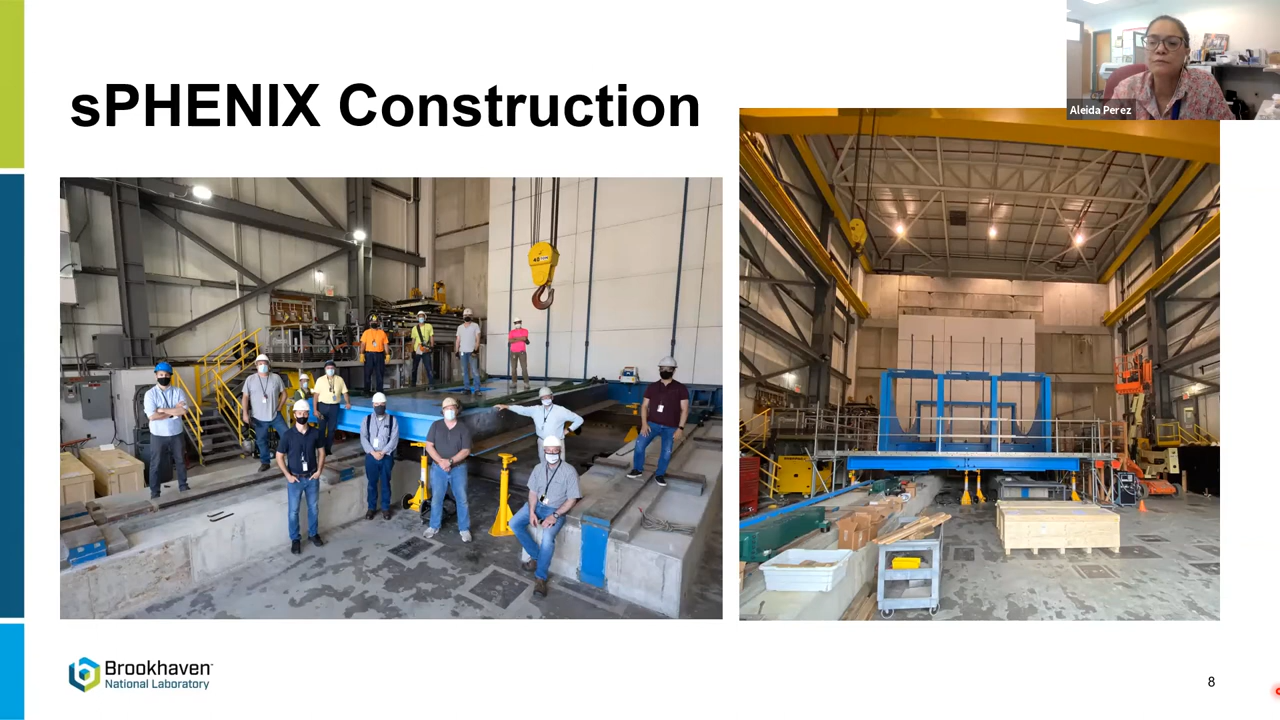 Aleida Perez
sPHENIX Construction
Brookhaven
National Laboratory
8